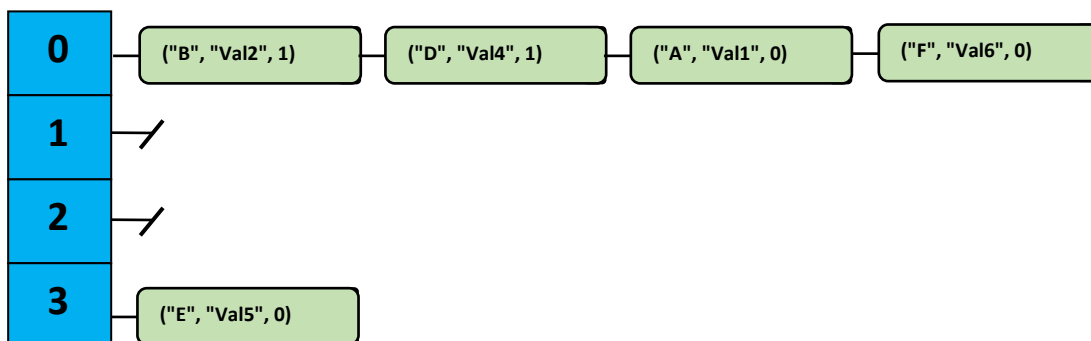 0 ("B", "Val2", 1) ("D", "Val4", 1) ("A", "Val1", 0) ("F", "Val6", 0)
1
2
3 ("E", "Val5", 0)